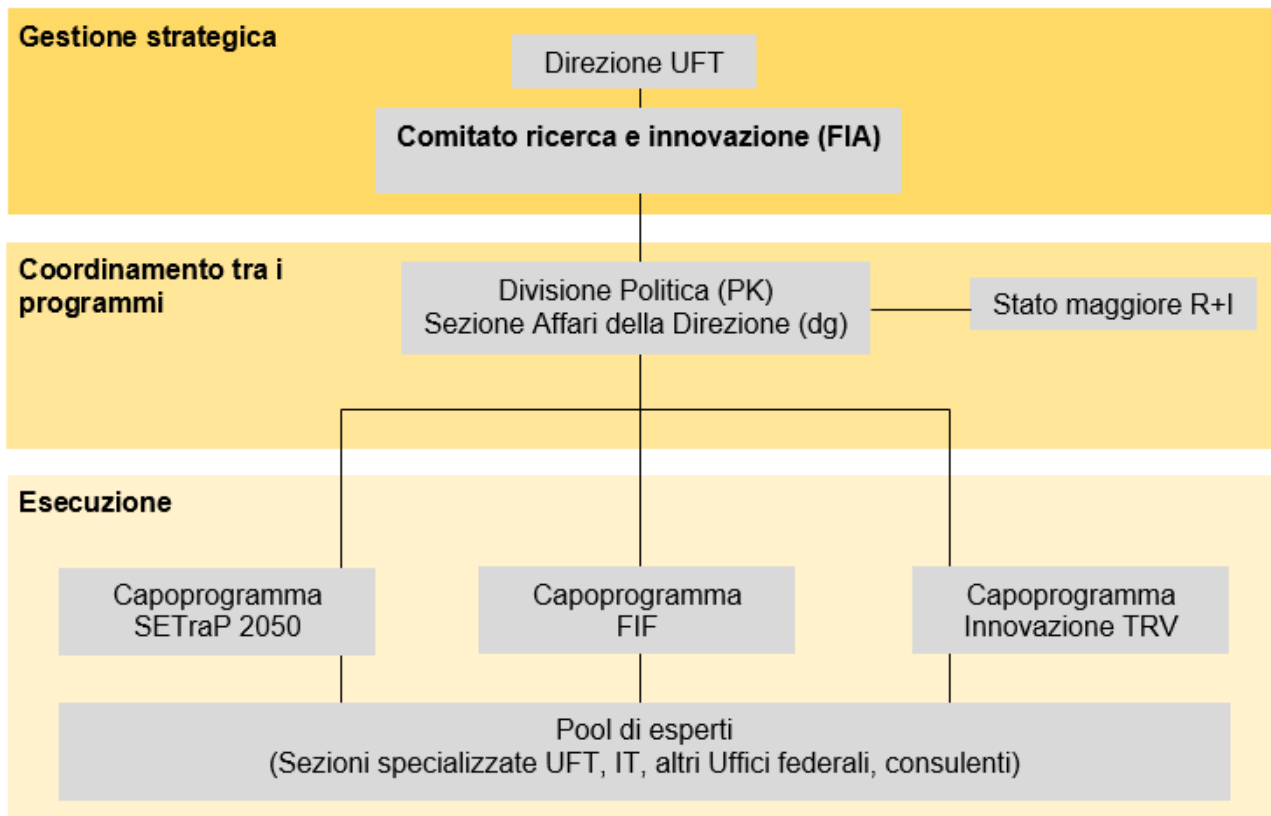 Gestione strategica
Direzione UFT
Comitato ricerca e innovazione (FIA)
Coordinamento tra i
programmi
Divisione Politica (PK)
Sezione Affari della Direzione (dg)
Stato maggiore R+I
Esecuzione
Capoprogramma
SETraP 2050
Capoprogramma
FIF
Capoprogramma
Innovazione TRV
Pool di esperti
(Sezioni specializzate UFT, IT, altri Uffici federali, consulenti)